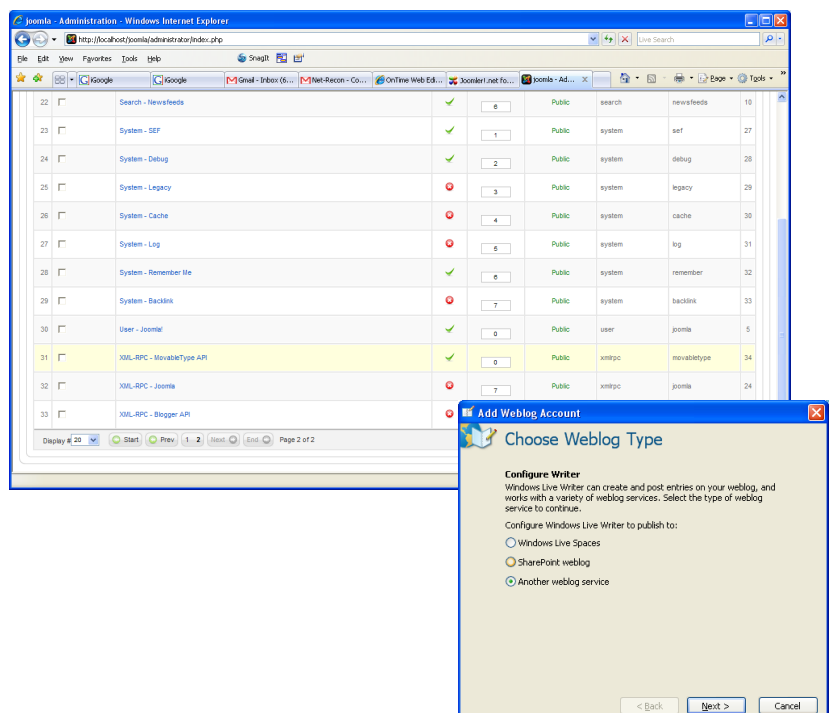 joomla - Administration - Windows Internet Explorer
http://localhost/joomla/administrator/index.php
Live Search
File Edit View Favorites Tools Help
SnagIt
iGoogle iGoogle Gmail - Inbox (6... Net-Recon - Co... OnTime Web Edi... Joomler!.net fo... joomla - Ad... X Page Tools »
22 Search - Newsfeeds 6 Public search newsfeeds 10
23 System - SEF 1 Public system sef 27
24 System - Debug 2 Public system debug 28
25 System - Legacy 3 Public system legacy 29
26 System - Cache 4 Public system cache 30
27 System - Log 5 Public system log 31
28 System - Remember Me 6 Public system remember 32
29 System - Backlink 7 Public system backlink 33
30 User - Joomla! 0 Public user joomla 5
31 XML-RPC - MovableType API 0 Public xmlrpc movabletype 34
32 XML-RPC - Joomla 7 Public xmlrpc joomla 24
33 XML-RPC - Blogger API
Display # 20 Start Prev 1 2 Next End Page 2 of 2
Add Weblog Account
Choose Weblog Type
Configure Writer
Windows Live Writer can create and post entries on your weblog, and
works with a variety of weblog services. Select the type of weblog
service to continue.
Configure Windows Live Writer to publish to:
Windows Live Spaces
SharePoint weblog
Another weblog service
< Back Next > Cancel